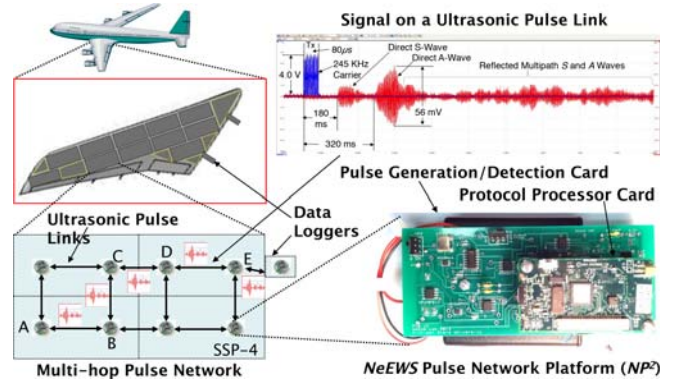 Signal on a Ultrasonic Pulse Link
Tx
80µs
245 KHz
Carrier
4.0 V
Direct S-Wave
Direct A-Wave
Reflected Multipath S and A Waves
180
ms
56 mV
320 ms
Pulse Generation/Detection Card
Protocol Processor Card
Data
Loggers
Ultrasonic Pulse
Links
C
D
E
A
B
SSP-4
Multi-hop Pulse Network
NeEWS Pulse Network Platform (NP²)